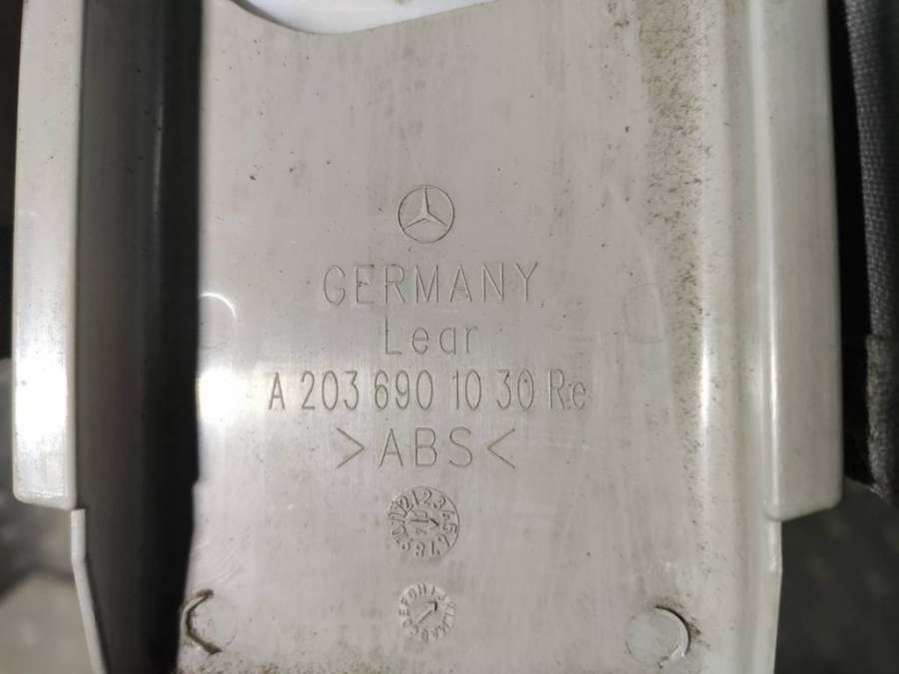 GERMANY
Lear
A 203 690 10 30 Re
>ABS<